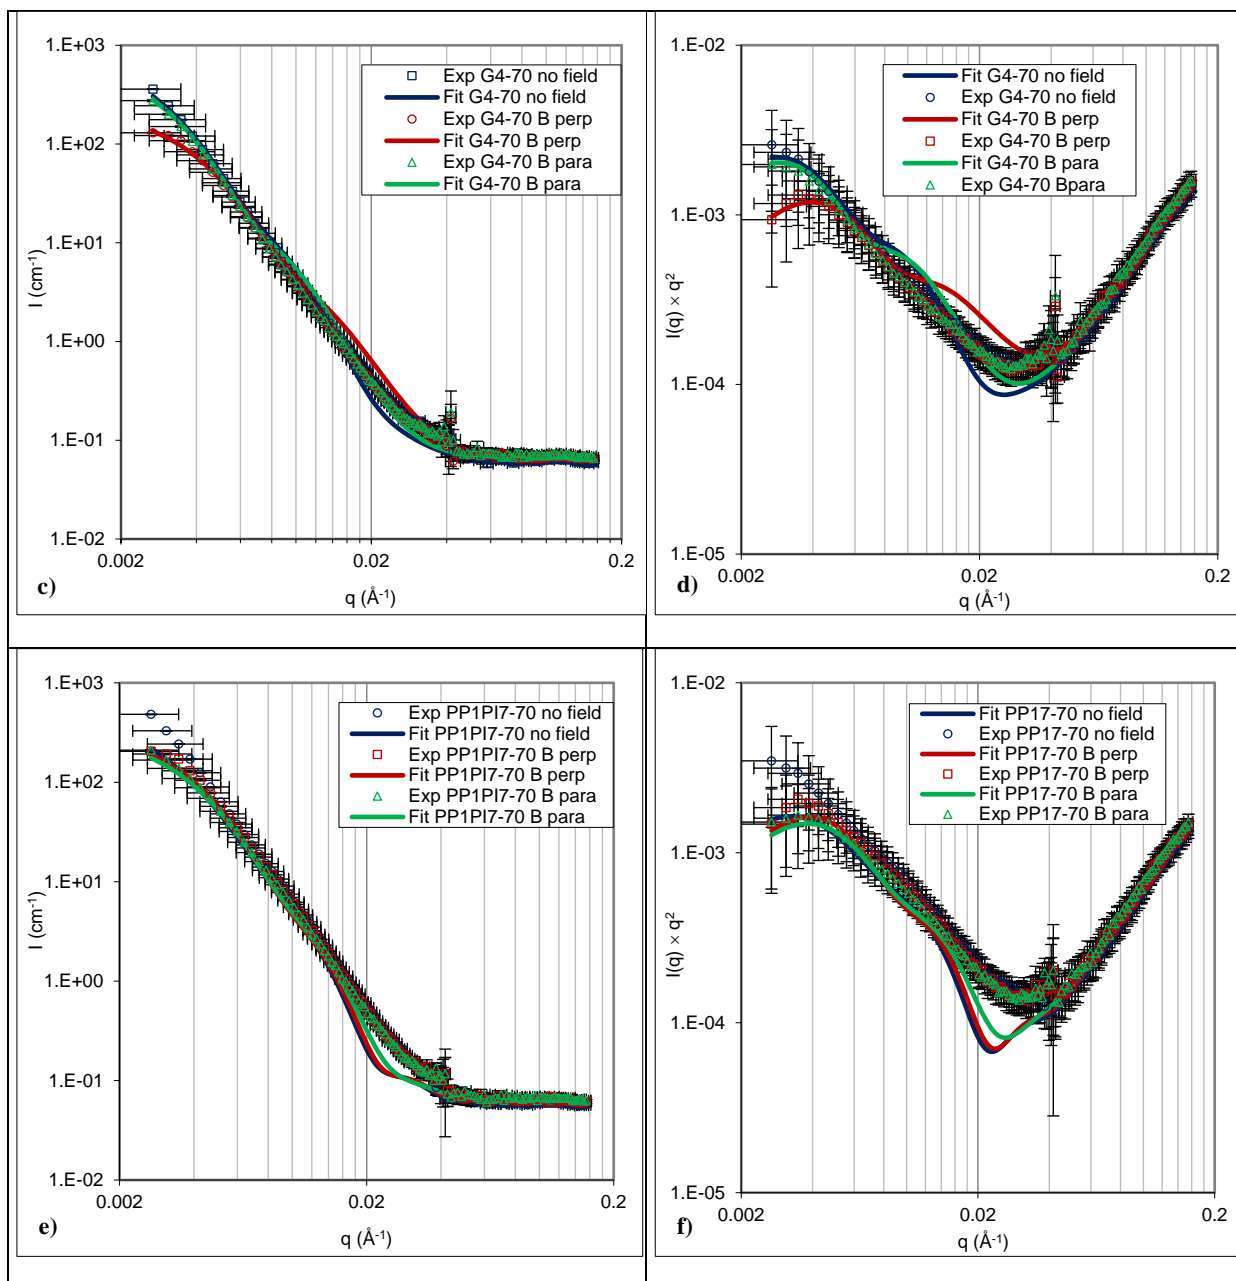 1.E+03
1.E+02
1.E+01
1.E+00
1.E-01
1.E-02
0.002
0.02
0.2
I (cm⁻¹)
q (Å⁻¹)
Exp G4-70 no field
Fit G4-70 no field
Exp G4-70 B perp
Fit G4-70 B perp
Exp G4-70 B para
Fit G4-70 B para
c)
1.E-02
1.E-03
1.E-04
1.E-05
0.002
0.02
0.2
I(q) × q²
q (Å⁻¹)
Fit G4-70 no field
Exp G4-70 no field
Fit G4-70 B perp
Exp G4-70 B perp
Fit G4-70 B para
Exp G4-70 Bpara
d)
1.E+03
1.E+02
1.E+01
1.E+00
1.E-01
1.E-02
0.002
0.02
0.2
I (cm⁻¹)
q (Å⁻¹)
Exp PP1PI7-70 no field
Fit PP1PI7-70 no field
Exp PP1PI7-70 B perp
Fit PP1PI7-70 B perp
Exp PP1PI7-70 B para
Fit PP1PI7-70 B para
e)
1.E-02
1.E-03
1.E-04
1.E-05
0.002
0.02
0.2
I(q) × q²
q (Å⁻¹)
Fit PP17-70 no field
Exp PP17-70 no field
Fit PP17-70 B perp
Exp PP17-70 B perp
Fit PP17-70 B para
Exp PP17-70 B para
f)